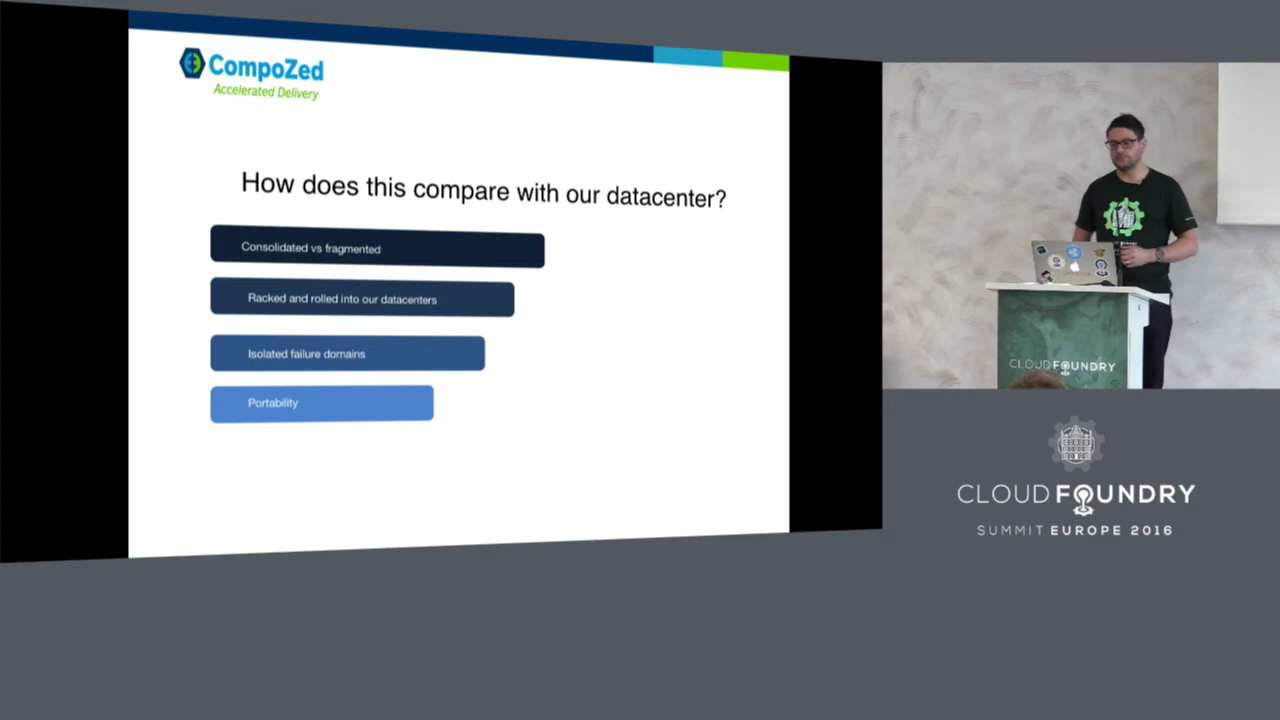 CompoZed
Accelerated Delivery
How does this compare with our datacenter?
Consolidated vs fragmented
Racked and rolled into our datacenters
Isolated failure domains
Portability
CLOUD FOUNDRY
CLOUD FOUNDRY
SUMMIT EUROPE 2016